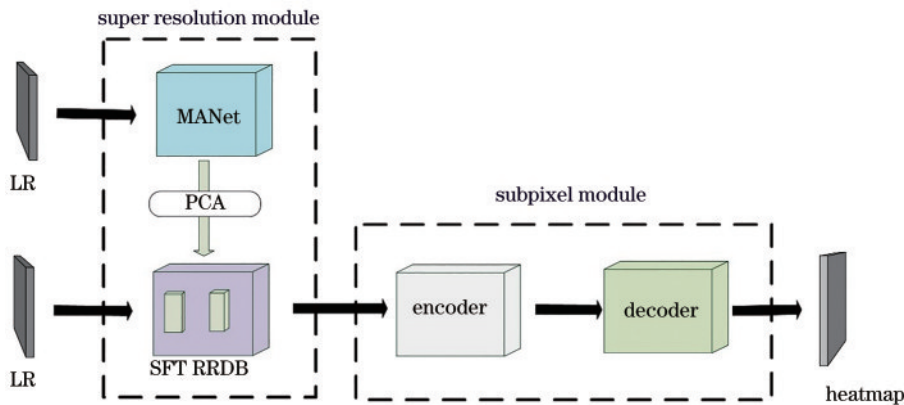 super resolution module
MANet
LR
PCA
subpixel module
encoder
decoder
SFT RRDB
LR
heatmap